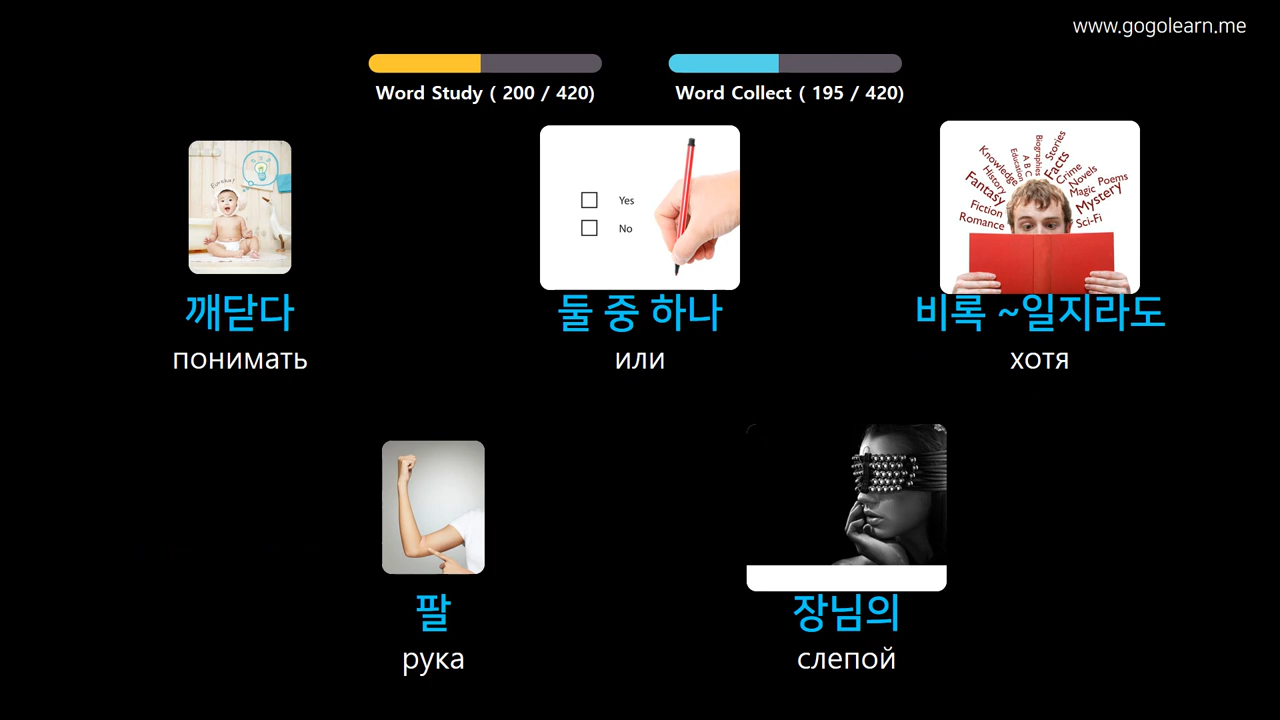 www.gogolearn.me
Word Study ( 200 / 420)
Word Collect ( 195 / 420)
Eureka!
Yes
No
Knowledge
History
Fantasy
Fiction
Romance
Education
A B C
Biographies
Stories
Facts
Crime
Novels
Magic
Poems
Mystery
Sci-Fi
깨닫다
둘 중 하나
비록 ~일지라도
понимать
или
хотя
팔
장님의
рука
слепой